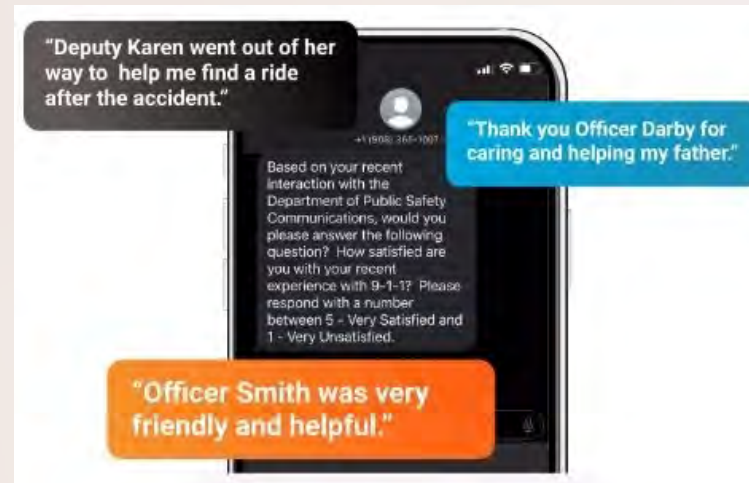 “Deputy Karen went out of her
way to help me find a ride
after the accident.”
“Thank you Officer Darby for
caring and helping my father.”
Based on your recent
interaction with the
Department of Public Safety
Communications, would you
please answer the following
question? How satisfied are
you with your recent
experience with 9-1-1? Please
respond with a number
between 5 - Very Satisfied and
1 - Very Unsatisfied.
“Officer Smith was very
friendly and helpful.”